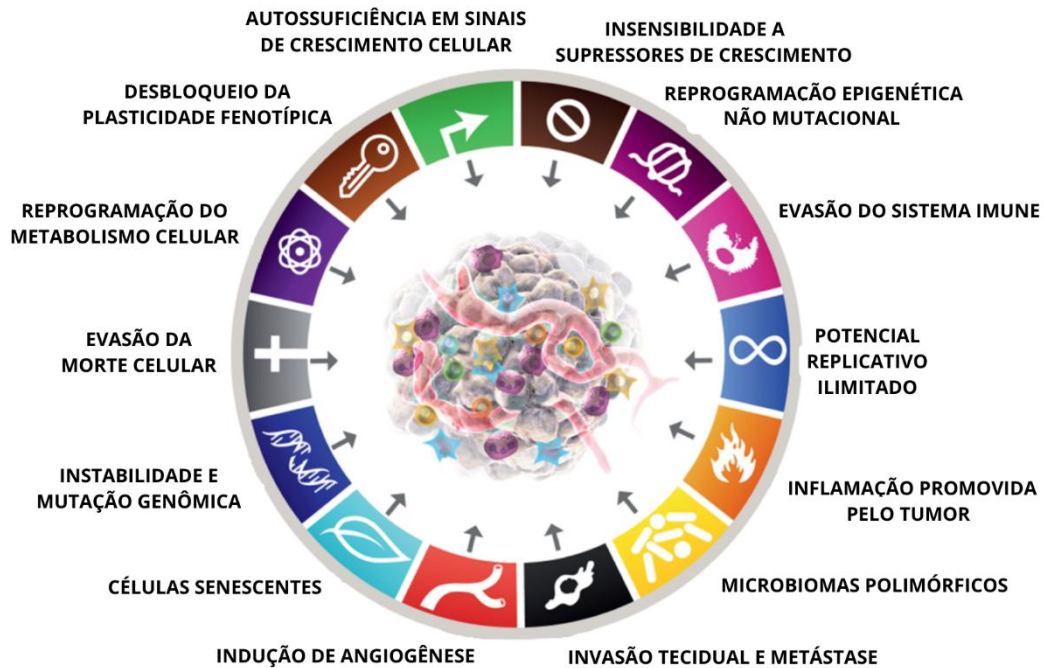 AUTOSSUFICIÊNCIA EM SINAIS
DE CRESCIMENTO CELULAR
INSENSIBILIDADE A
SUPRESSORES DE CRESCIMENTO
DESBLOQUEIO DA
PLASTICIDADE FENOTÍPICA
REPROGRAMAÇÃO EPIGENÉTICA
NÃO MUTACIONAL
REPROGRAMAÇÃO DO
METABOLISMO CELULAR
EVASÃO DO SISTEMA IMUNE
EVASÃO DA
MORTE CELULAR
POTENCIAL
REPLICATIVO
ILIMITADO
INSTABILIDADE E
MUTAÇÃO GENÔMICA
INFLAMAÇÃO PROMOVIDA
PELO TUMOR
CÉLULAS SENESCENTES
MICROBIOMAS POLIMÓRFICOS
INDUÇÃO DE ANGIOGÊNESE
INVASÃO TECIDUAL E METÁSTASE